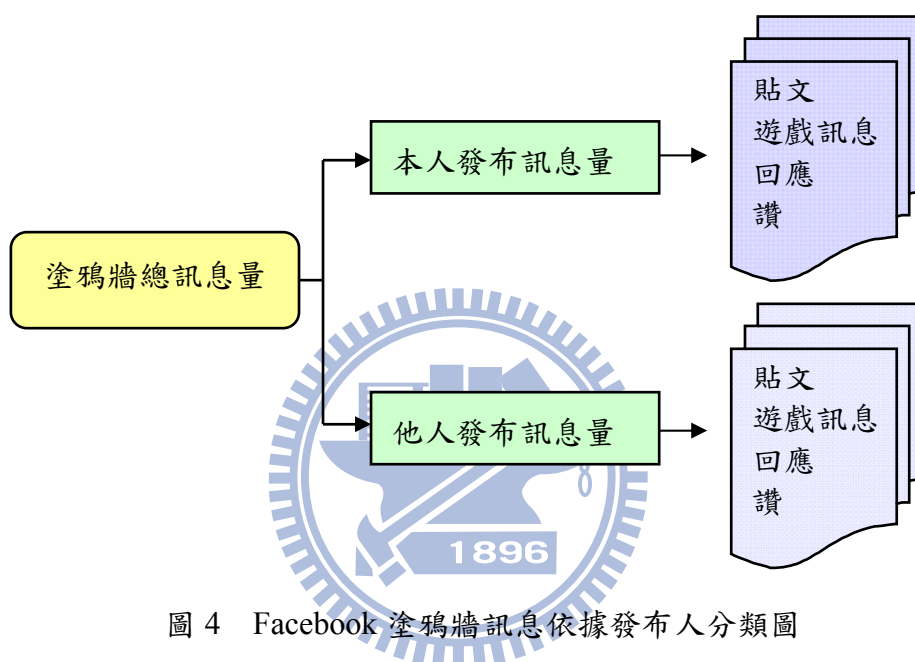 本人發布訊息量
貼文
遊戲訊息
回應
讚
塗鴉牆總訊息量
他人發布訊息量
貼文
遊戲訊息
回應
讚
1896
圖 4 Facebook 塗鴉牆訊息依據發布人分類圖